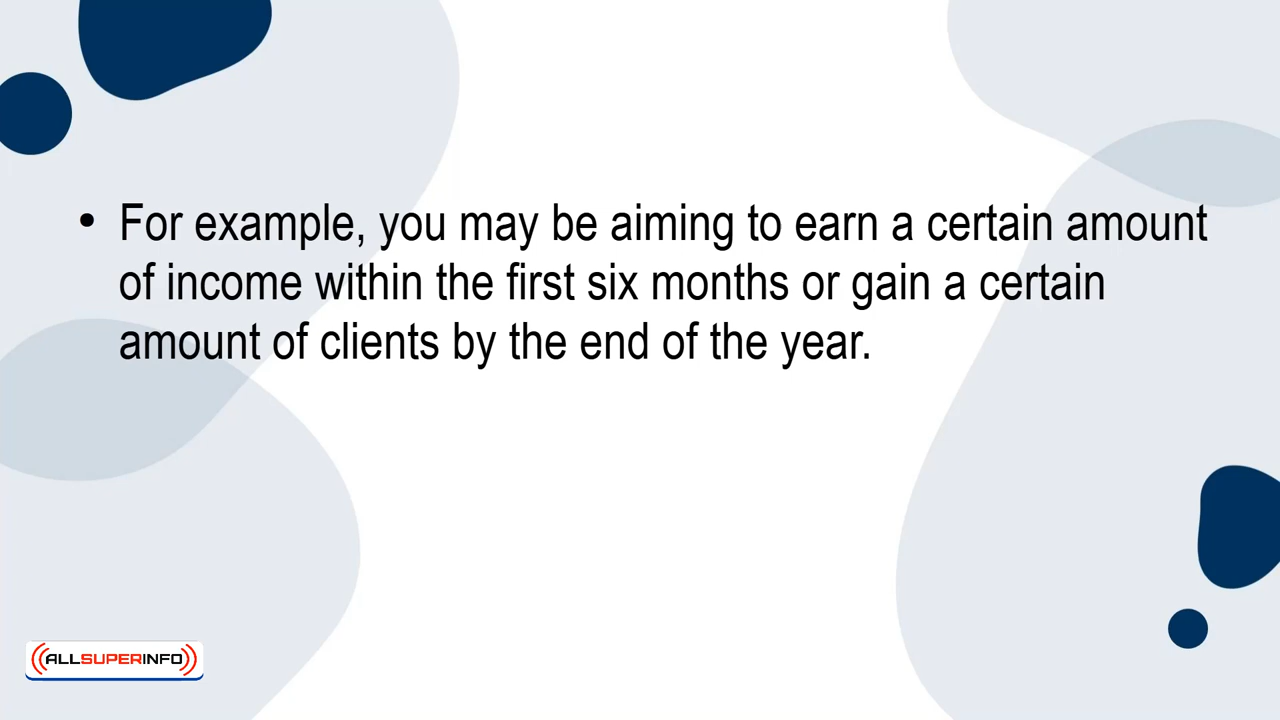 • For example, you may be aiming to earn a certain amount
of income within the first six months or gain a certain
amount of clients by the end of the year.
ALLSUPERINFO